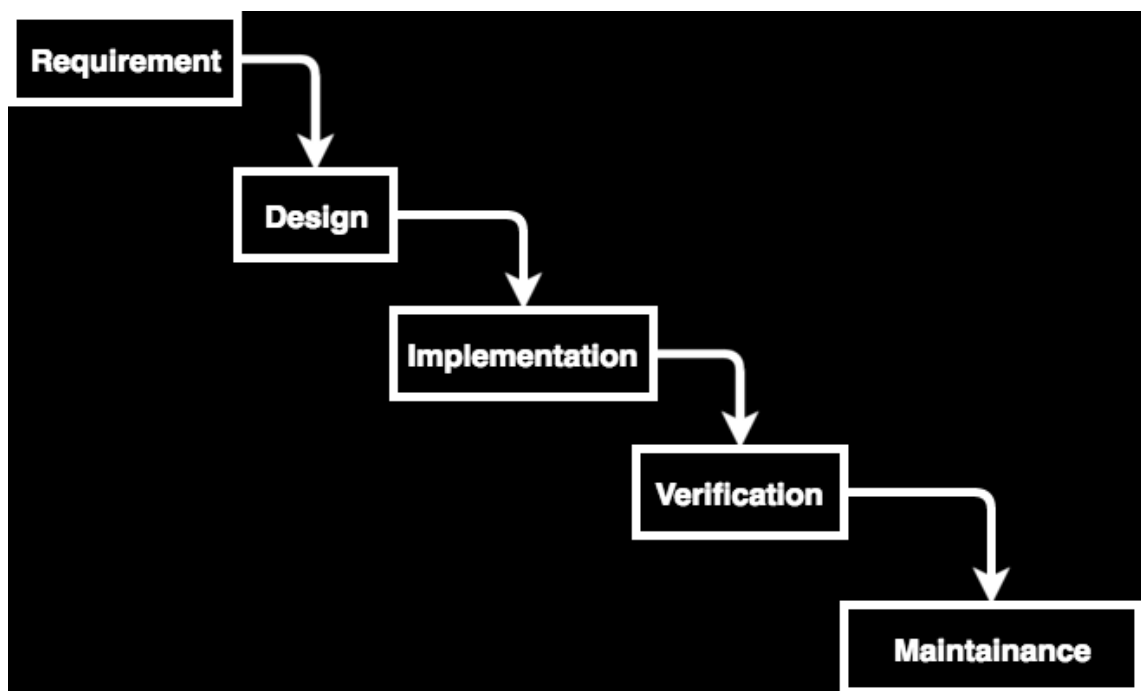 Requirement
Design
Implementation
Verification
Maintainance